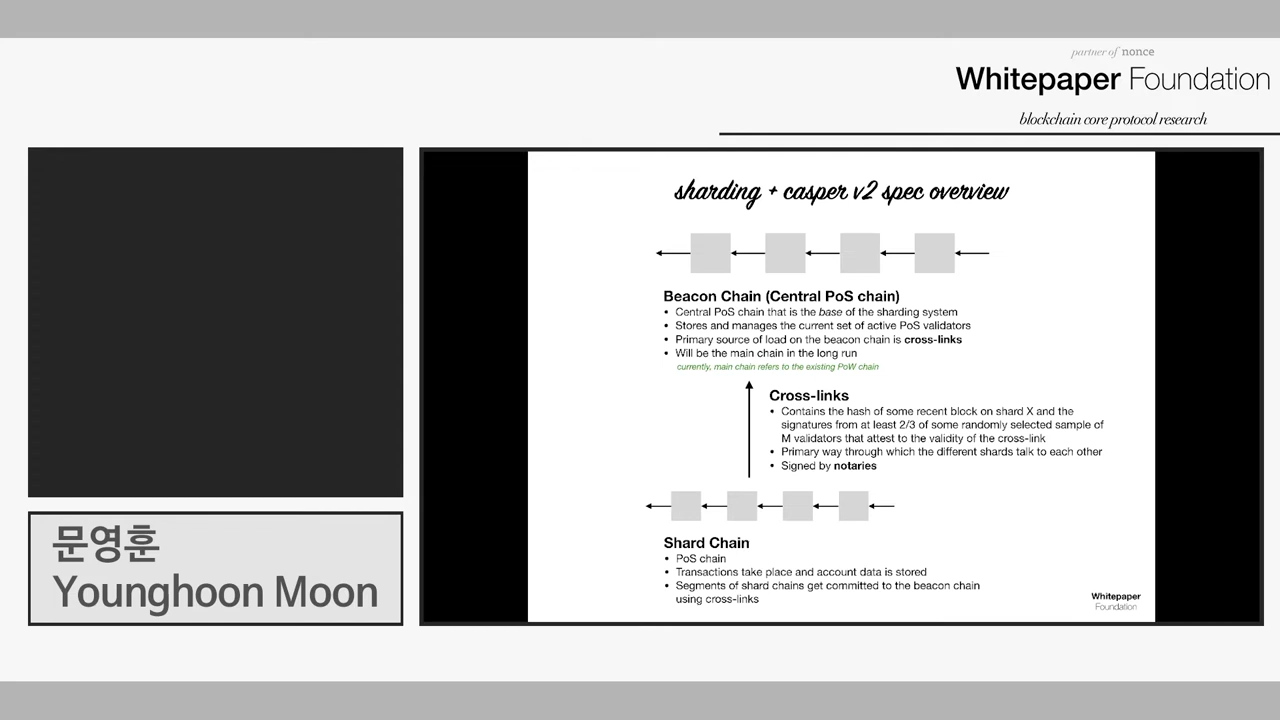 partner of nonce
Whitepaper Foundation
blockchain core protocol research
sharding + casper v2 spec overview
Beacon Chain (Central PoS chain)
• Central PoS chain that is the base of the sharding system
• Stores and manages the current set of active PoS validators
• Primary source of load on the beacon chain is cross-links
• Will be the main chain in the long run
currently, main chain refers to the existing PoW chain
Cross-links
• Contains the hash of some recent block on shard X and the
signatures from at least 2/3 of some randomly selected sample of
M validators that attest to the validity of the cross-link
• Primary way through which the different shards talk to each other
• Signed by notaries
Shard Chain
• PoS chain
• Transactions take place and account data is stored
• Segments of shard chains get committed to the beacon chain
using cross-links
Whitepaper
Foundation
문영훈
Younghoon Moon